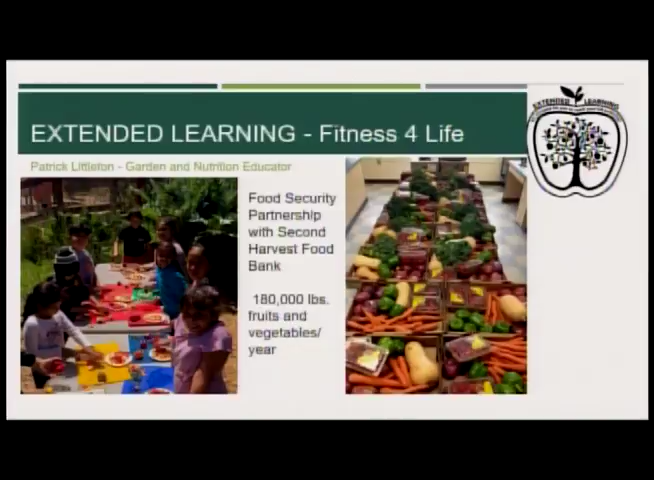 EXTENDED LEARNING - Fitness 4 Life
Patrick Littleton - Garden and Nutrition Educator
Food Security
Partnership
with Second
Harvest Food
Bank
180,000 lbs.
fruits and
vegetables/
year
EXTENDED LEARNING